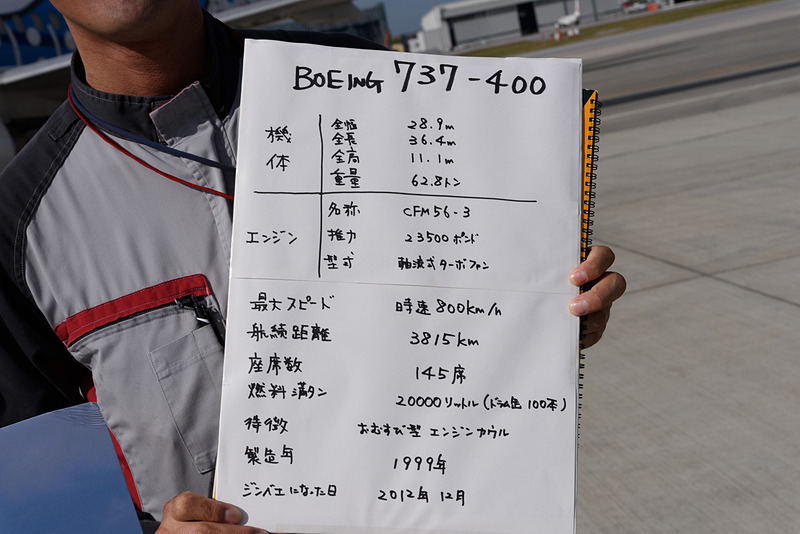 BOEING 737-400
機体
全幅 28.9m
全長 36.4m
全高 11.1m
重量 62.8トン
エンジン
名称 CFM56-3
推力 23500ポンド
型式 軸流式ターボファン
最大スピード 時速800km/h
航続距離 3815km
座席数 145席
燃料満タン 20000リットル(ドラム缶100本)
特徴 おむすび型エンジンカウル
製造年 1999年
ジンベエになった日 2012年12月